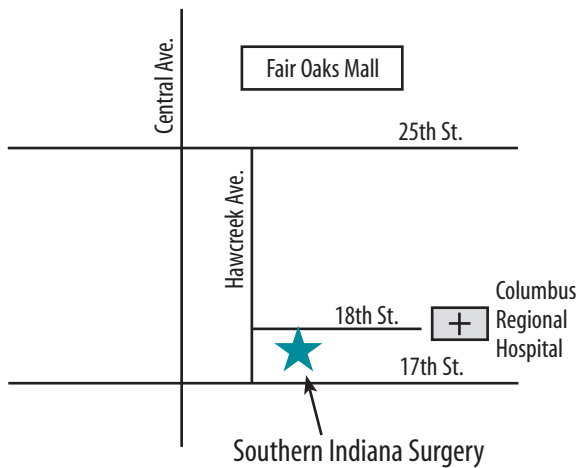 Central Ave.
Fair Oaks Mall
25th St.
Hawcreek Ave.
18th St.
Columbus
Regional
Hospital
17th St.
Southern Indiana Surgery